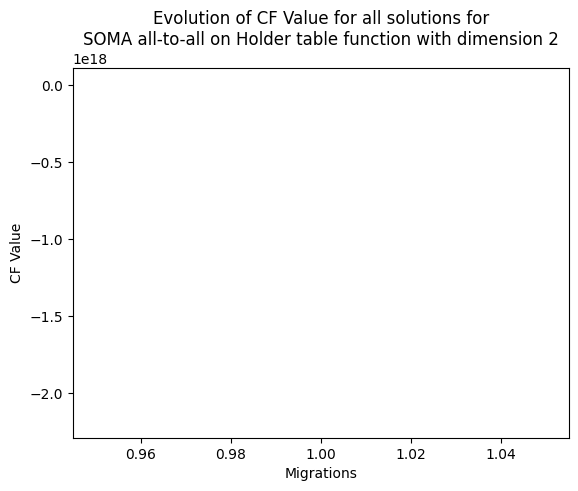 Evolution of CF Value for all solutions for
SOMA all-to-all on Holder table function with dimension 2
1e18
0.0
−0.5
−1.0
−1.5
−2.0
CF Value
0.96 0.98 1.00 1.02 1.04
Migrations